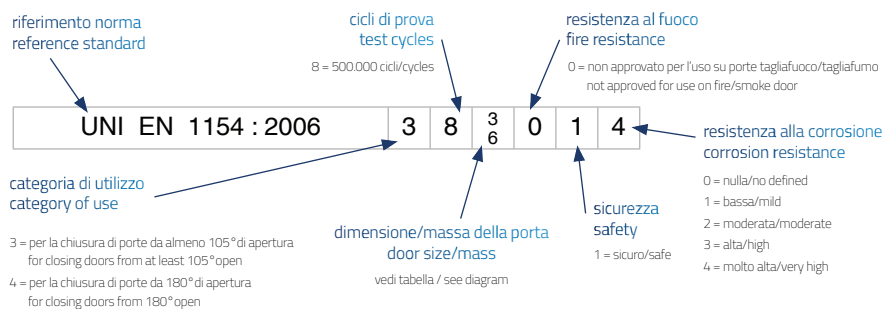 riferimento norma
reference standard
cicli di prova
test cycles
8 = 500.000 cicli/cycles
resistenza al fuoco
fire resistance
0 = non approvato per l'uso su porte tagliafuoco/tagliafumo
not approved for use on fire/smoke door
UNI EN 1154 : 2006 3 8 3 6 0 1 4
categoria di utilizzo
category of use
3 = per la chiusura di porte da almeno 105° di apertura
for closing doors from at least 105° open
4 = per la chiusura di porte da 180° di apertura
for closing doors from 180° open
dimensione/massa della porta
door size/mass
vedi tabella / see diagram
sicurezza
safety
1 = sicuro/safe
resistenza alla corrosione
corrosion resistance
0 = nulla/no defined
1 = bassa/mild
2 = moderata/moderate
3 = alta/high
4 = molto alta/very high